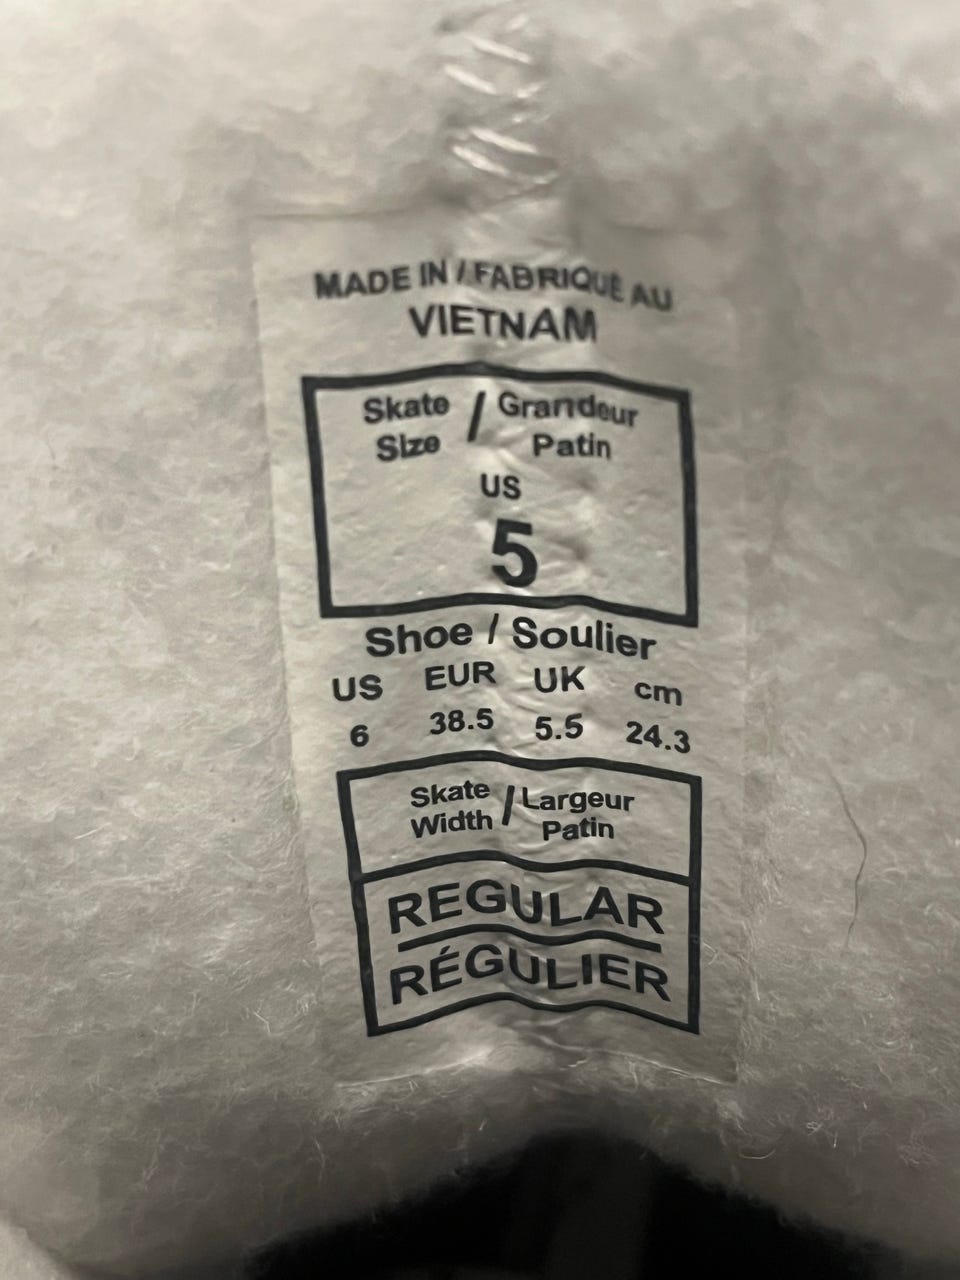 MADE IN / FABRIQUÉ AU
VIETNAM
Skate / Grandeur
Size Patin
US
5
Shoe / Soulier
US EUR UK cm
6 38.5 5.5 24.3
Skate / Largeur
Width Patin
REGULAR
RÉGULIER